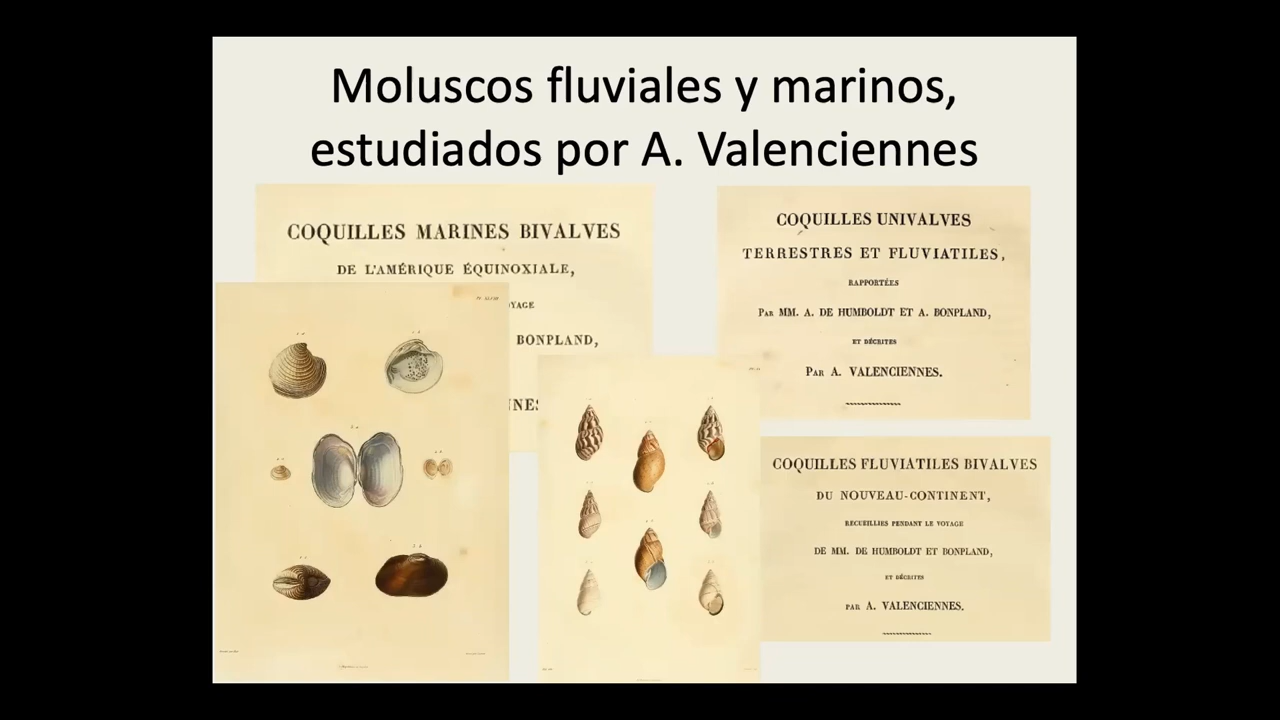 Moluscos fluviales y marinos,
estudiados por A. Valenciennes
COQUILLES MARINES BIVALVES
DE L'AMÉRIQUE ÉQUINOXIALE,
YAGE
BONPLAND,
NES
COQUILLES UNIVALVES
TERRESTRES ET FLUVIATILES,
RAPPORTÉES
PAR MM. A. DE HUMBOLDT ET A. BONPLAND,
ET DÉCRITES
PAR A. VALENCIENNES.
COQUILLES FLUVIATILES BIVALVES
DU NOUVEAU-CONTINENT,
RECUEILLIES PENDANT LE VOYAGE
DE MM. DE HUMBOLDT ET BONPLAND,
ET DÉCRITES
PAR A. VALENCIENNES.